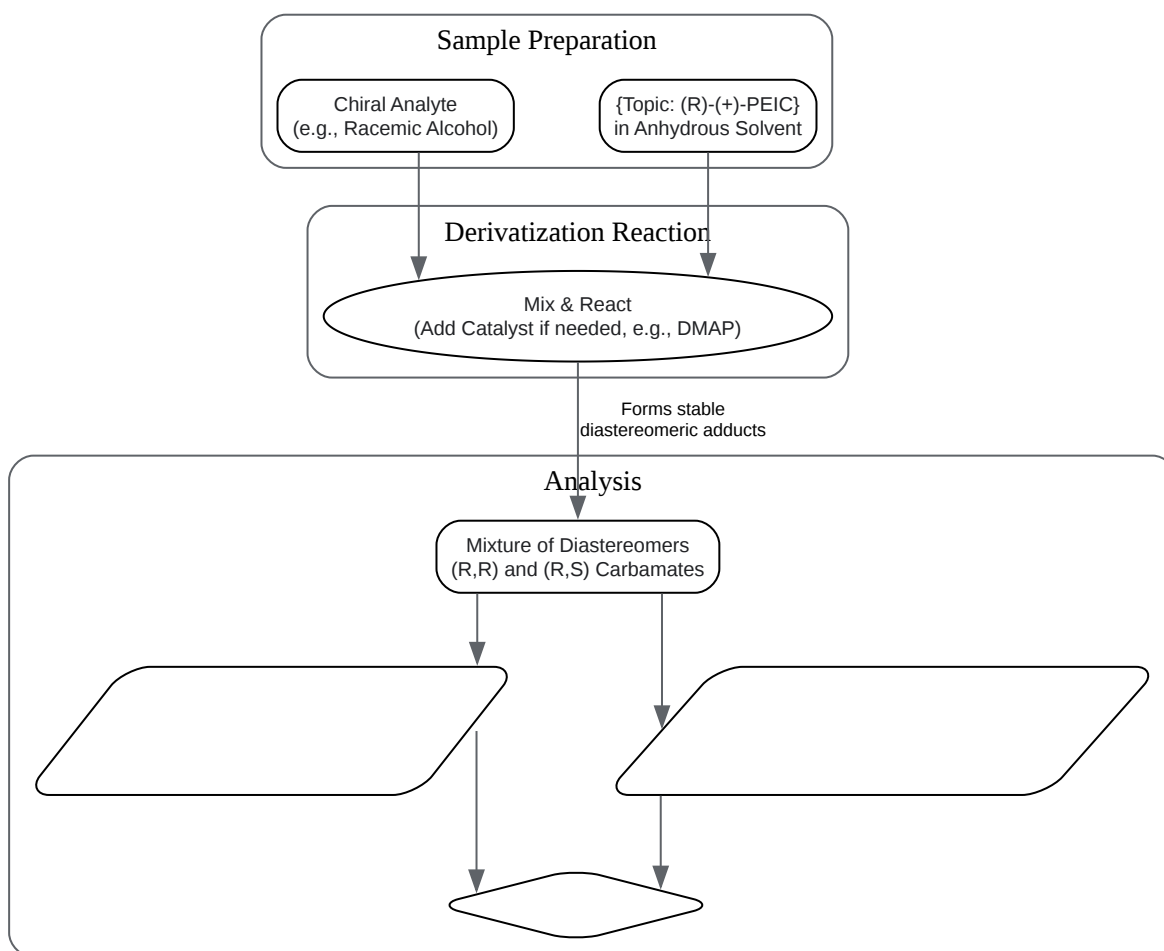 Sample Preparation
Chiral Analyte
(e.g., Racemic Alcohol)
{Topic: (R)-(+)-PEIC}
in Anhydrous Solvent
Derivatization Reaction
Mix & React
(Add Catalyst if needed, e.g., DMAP)
Forms stable
diastereomeric adducts
Analysis
Mixture of Diastereomers
(R,R) and (R,S) Carbamates